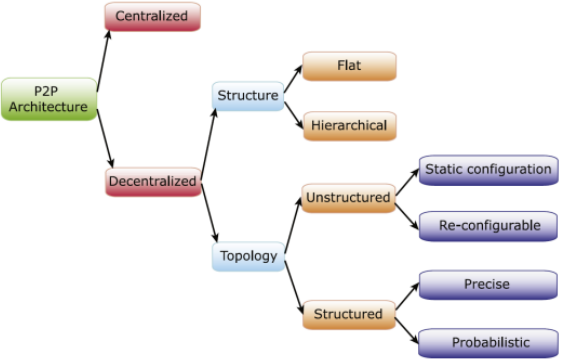 Centralized
P2P
Architecture
Flat
Structure
Hierarchical
Decentralized
Static configuration
Unstructured
Re-configurable
Topology
Precise
Structured
Probabilistic